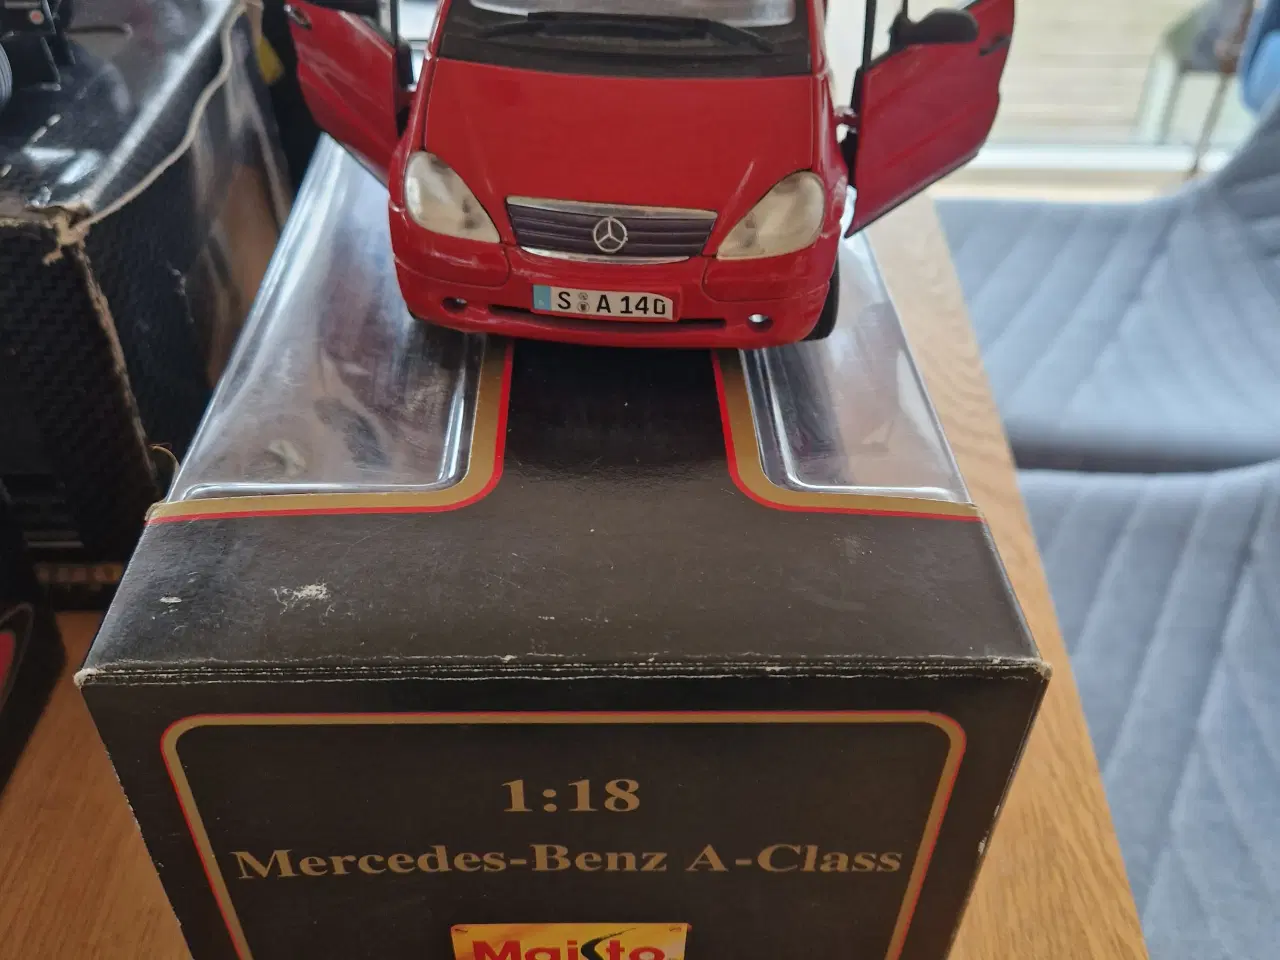 S A 140
1:18
Mercedes-Benz A-Class
Maisto